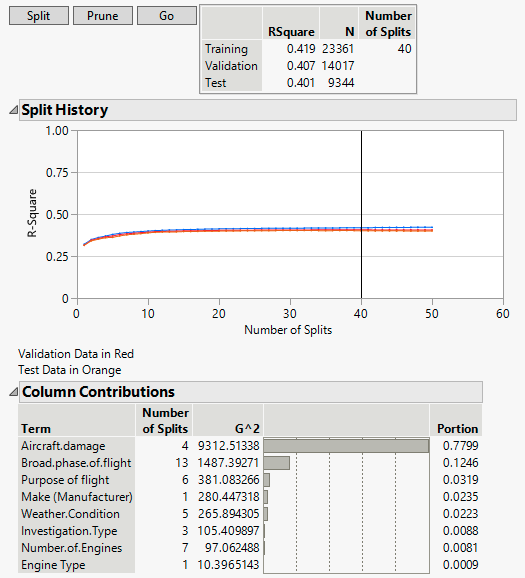 Split Prune Go
Number
RSquare N of Splits
Training 0.419 23361 40
Validation 0.407 14017
Test 0.401 9344
Split History
1.00
0.75
0.50
0.25
0
R-Square
0 10 20 30 40 50 60
Number of Splits
Validation Data in Red
Test Data in Orange
Column Contributions
Number
Term of Splits G^2 Portion
Aircraft.damage 4 9312.51338 0.7799
Broad.phase.of.flight 13 1487.39271 0.1246
Purpose of flight 6 381.083266 0.0319
Make (Manufacturer) 1 280.447318 0.0235
Weather.Condition 5 265.894305 0.0223
Investigation.Type 3 105.409897 0.0088
Number.of.Engines 7 97.062488 0.0081
Engine Type 1 10.3965143 0.0009